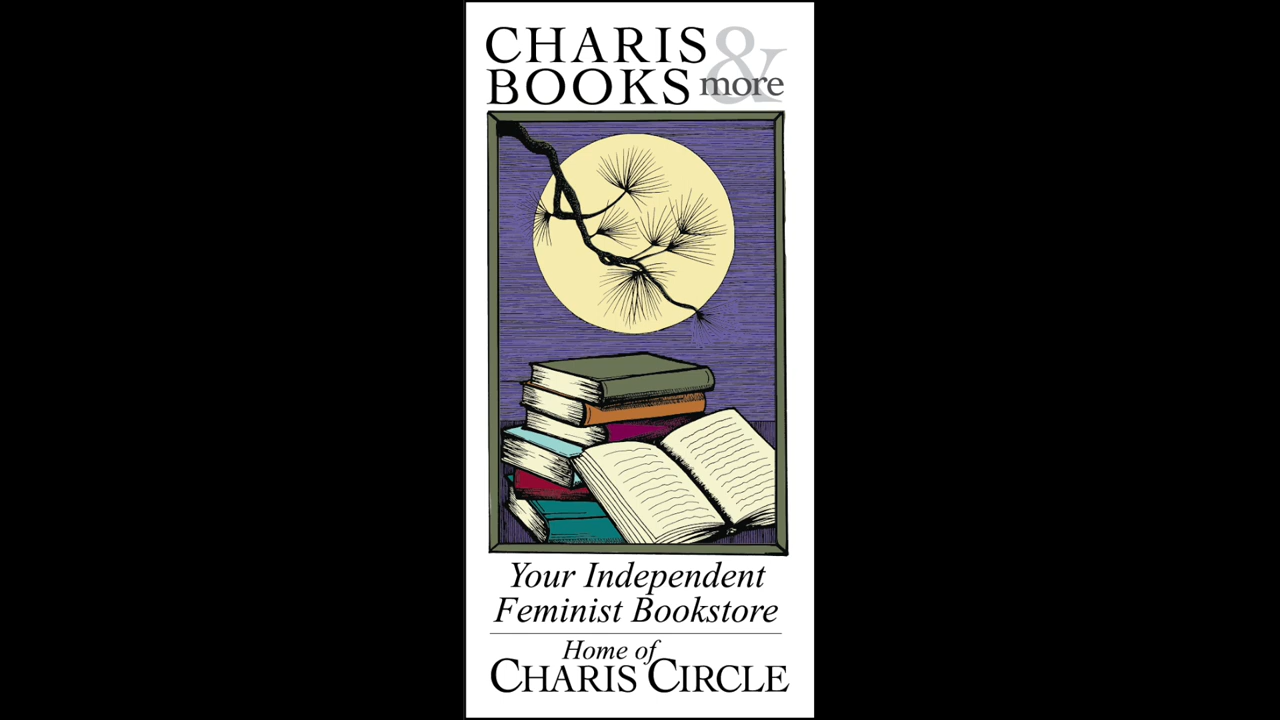 CHARIS &
BOOKS more
Your Independent
Feminist Bookstore
Home of
CHARIS CIRCLE